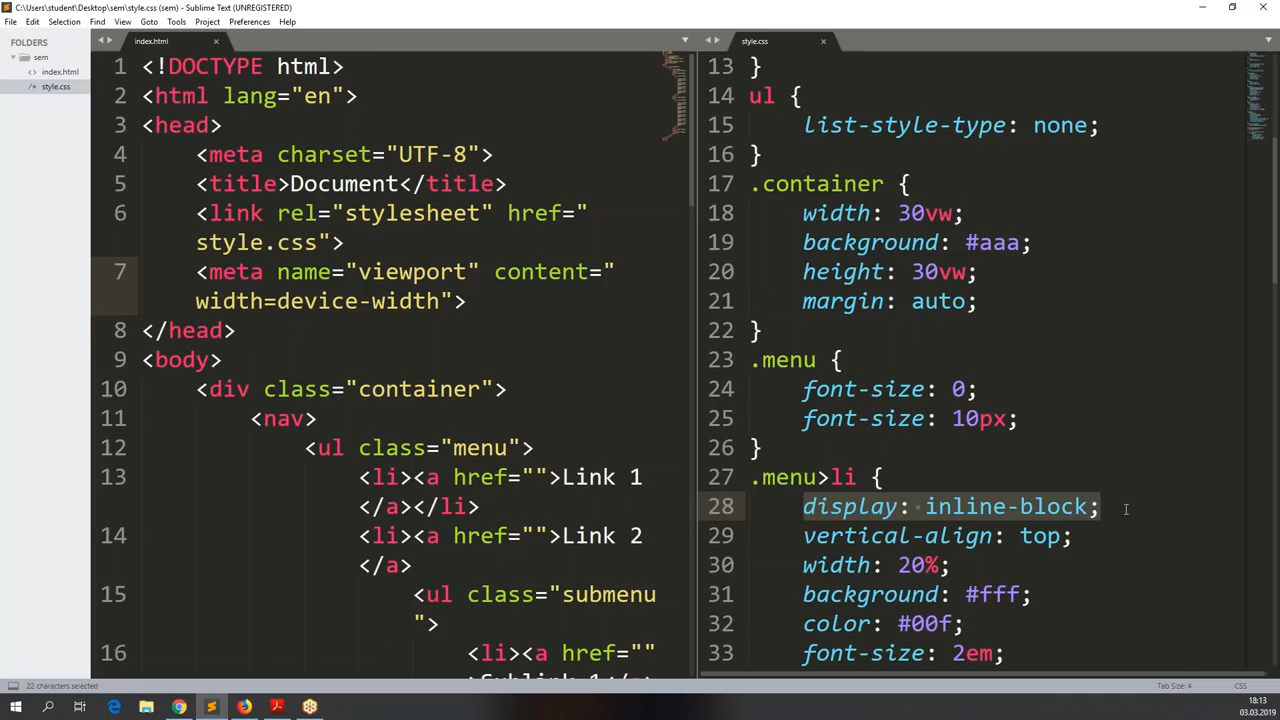 C:\Users\student\Desktop\sem\style.css (sem) - Sublime Text (UNREGISTERED)
File Edit Selection Find View Goto Tools Project Preferences Help
FOLDERS
sem
<> index.html
/* style.css
index.html ×
1 <!DOCTYPE html>
2 <html lang="en">
3 <head>
4 <meta charset="UTF-8">
5 <title>Document</title>
6 <link rel="stylesheet" href="
style.css">
7 <meta name="viewport" content="
width=device-width">
8 </head>
9 <body>
10 <div class="container">
11 <nav>
12 <ul class="menu">
13 <li><a href="">Link 1
</a></li>
14 <li><a href="">Link 2
</a>
15 <ul class="submenu
">
16 <li><a href=""
>Sublink 1</a>
style.css ×
13 }
14 ul {
15 list-style-type: none;
16 }
17 .container {
18 width: 30vw;
19 background: #aaa;
20 height: 30vw;
21 margin: auto;
22 }
23 .menu {
24 font-size: 0;
25 font-size: 10px;
26 }
27 .menu>li {
28 display: inline-block;
29 vertical-align: top;
30 width: 20%;
31 background: #fff;
32 color: #00f;
33 font-size: 2em;
22 characters selected
Tab Size: 4
CSS
18:13
03.03.2019